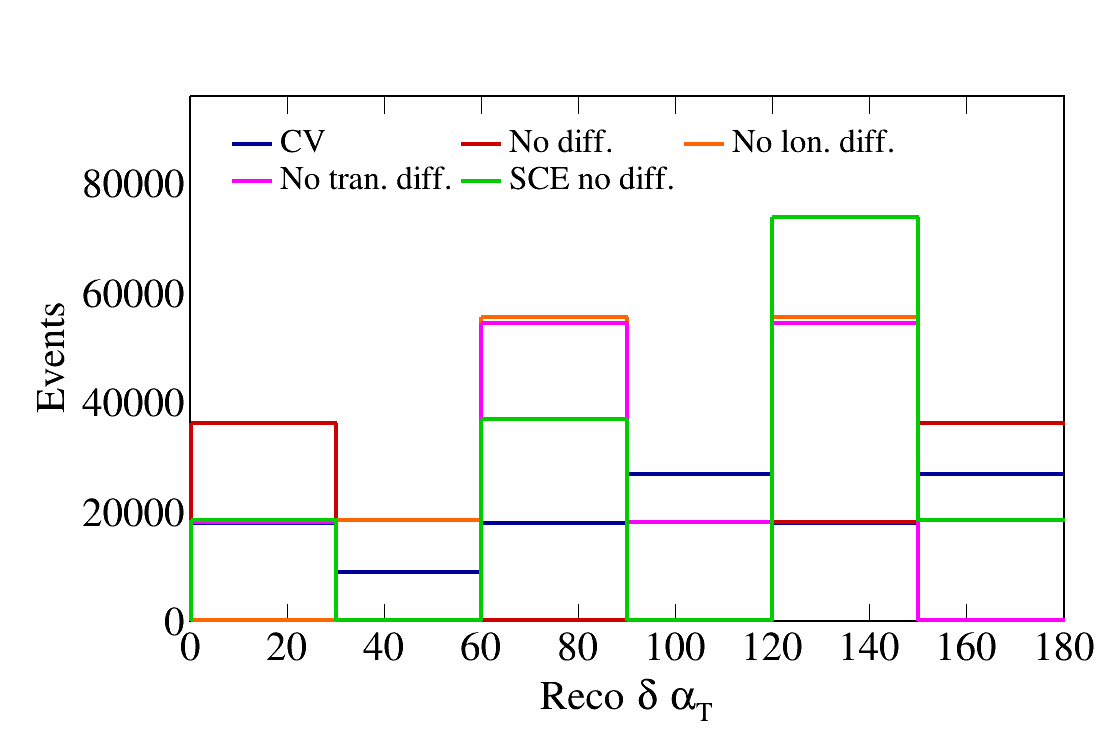 CV No diff. No lon. diff.
No tran. diff. SCE no diff.
80000
60000
40000
20000
0
Events
0 20 40 60 80 100 120 140 160 180
Reco δ αT